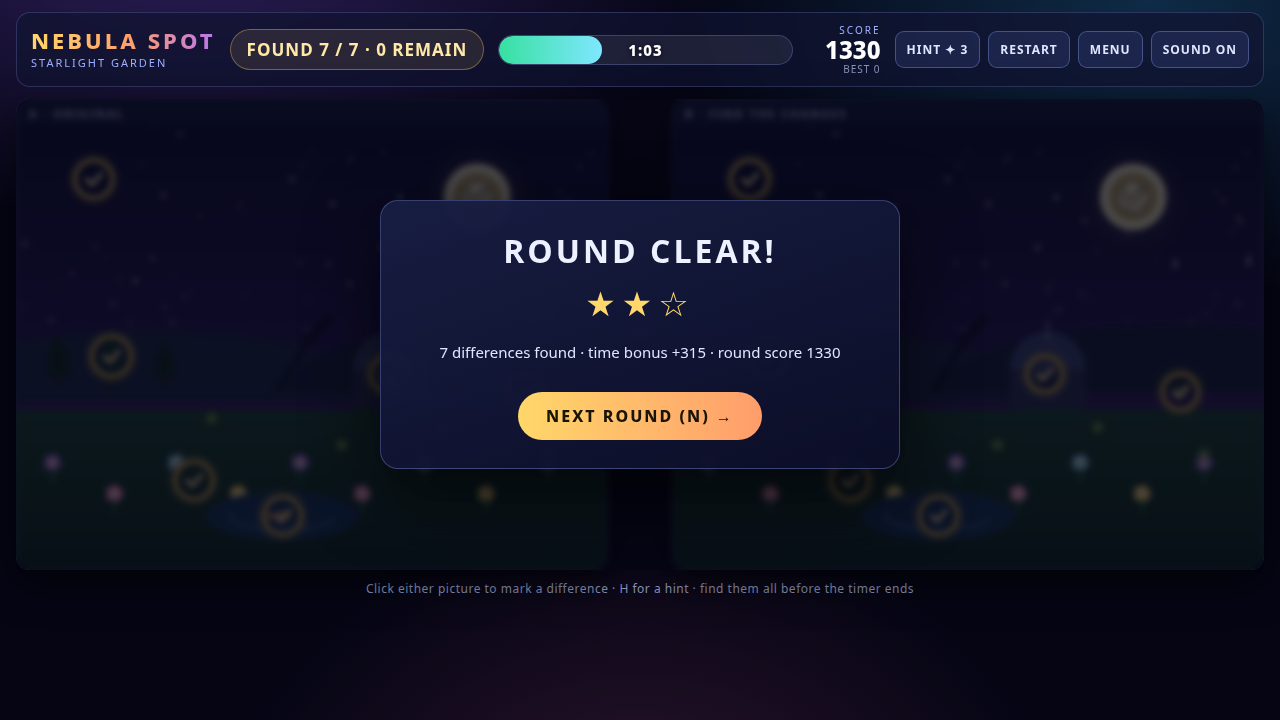 NEBULA SPOT
STARLIGHT GARDEN
FOUND 7 / 7 · 0 REMAIN
1:03
SCORE
1330
BEST 0
HINT ✦ 3
RESTART
MENU
SOUND ON
ROUND CLEAR!
★★☆
7 differences found · time bonus +315 · round score 1330
NEXT ROUND (N) →
Click either picture to mark a difference · H for a hint · find them all before the timer ends